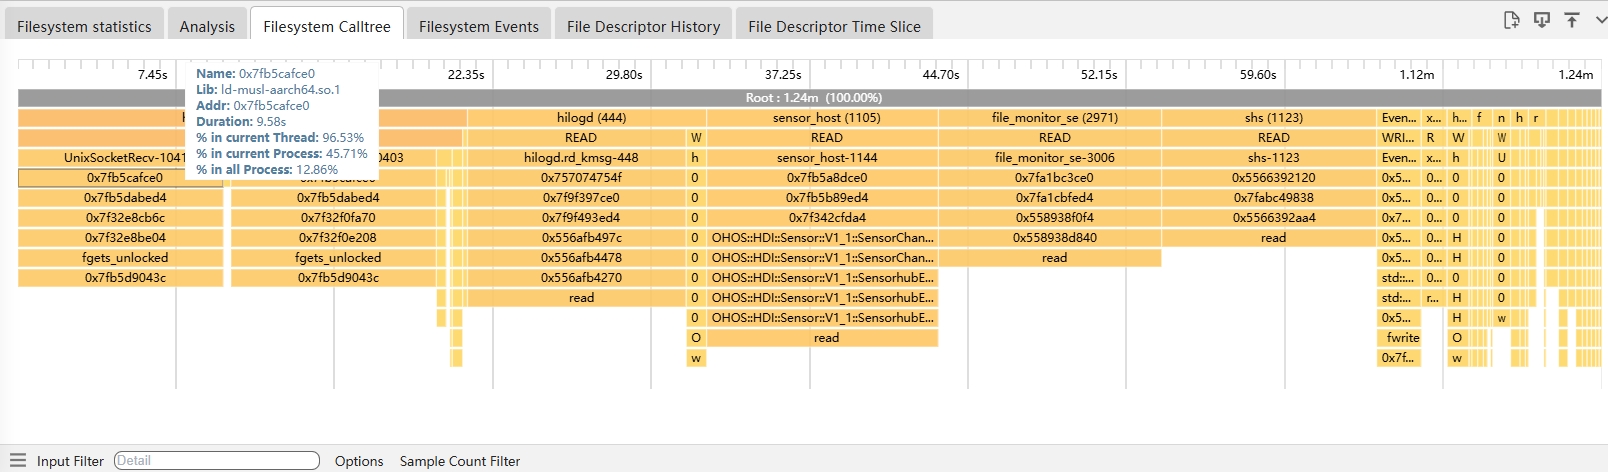 Filesystem statistics Analysis Filesystem Calltree Filesystem Events File Descriptor History File Descriptor Time Slice
7.45s 22.35s 29.80s 37.25s 44.70s 52.15s 59.60s 1.12m 1.24m
Name: 0x7fb5cafce0
Lib: ld-musl-aarch64.so.1
Addr: 0x7fb5cafce0
Duration: 9.58s
% in current Thread: 96.53%
% in current Process: 45.71%
% in all Process: 12.86%
Root : 1.24m (100.00%)
hilogd (444) sensor_host (1105) file_monitor_se (2971) shs (1123) Even... x... h... f n h r
READ W READ READ READ WRI... R W W
UnixSocketRecv-1041 0403 hilogd.rd_kmsg-448 h sensor_host-1144 file_monitor_se-3006 shs-1123 Even... x... h U
0x7fb5cafce0 0x757074754f 0 0x7fb5a8dce0 0x7fa1bc3ce0 0x5566392120 0x5... 0... 0 0
0x7fb5dabed4 0x7fb5dabed4 0x7f9f397ce0 0 0x7fb5b89ed4 0x7fa1cbfed4 0x7fabc49838 0x5... 0... 0 0
0x7f32e8cb6c 0x7f32f0fa70 0x7f9f493ed4 0 0x7f342cfda4 0x558938f0f4 0x5566392aa4 0x7... 0... 0 0
0x7f32e8be04 0x7f32f0e208 0x556afb497c 0 OHOS::HDI::Sensor::V1_1::SensorChan... 0x558938d840 read 0x5... 0... H 0
fgets_unlocked fgets_unlocked 0x556afb4478 0 OHOS::HDI::Sensor::V1_1::SensorChan... read 0x5... 0... H 0
0x7fb5d9043c 0x7fb5d9043c 0x556afb4270 0 OHOS::HDI::Sensor::V1_1::SensorhubE... std::... 0... 0 0
read 0 OHOS::HDI::Sensor::V1_1::SensorhubE... std::... r... H 0
0 OHOS::HDI::Sensor::V1_1::SensorhubE... 0x5... H w
O read fwrite O
w 0x7f... w
Input Filter Detail Options Sample Count Filter